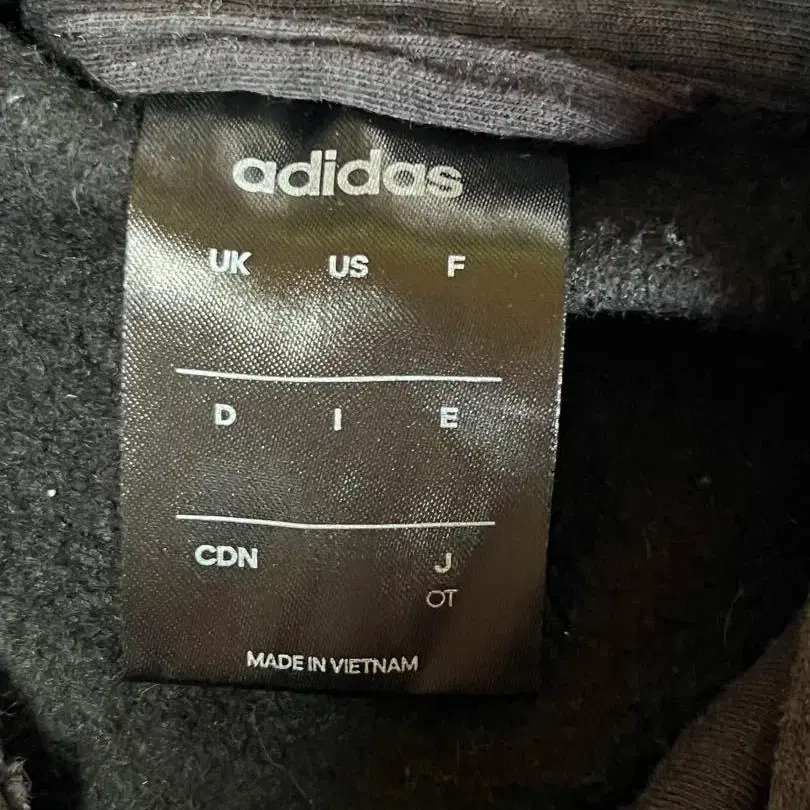 adidas
UK US F
D I E
CDN J
OT
MADE IN VIETNAM